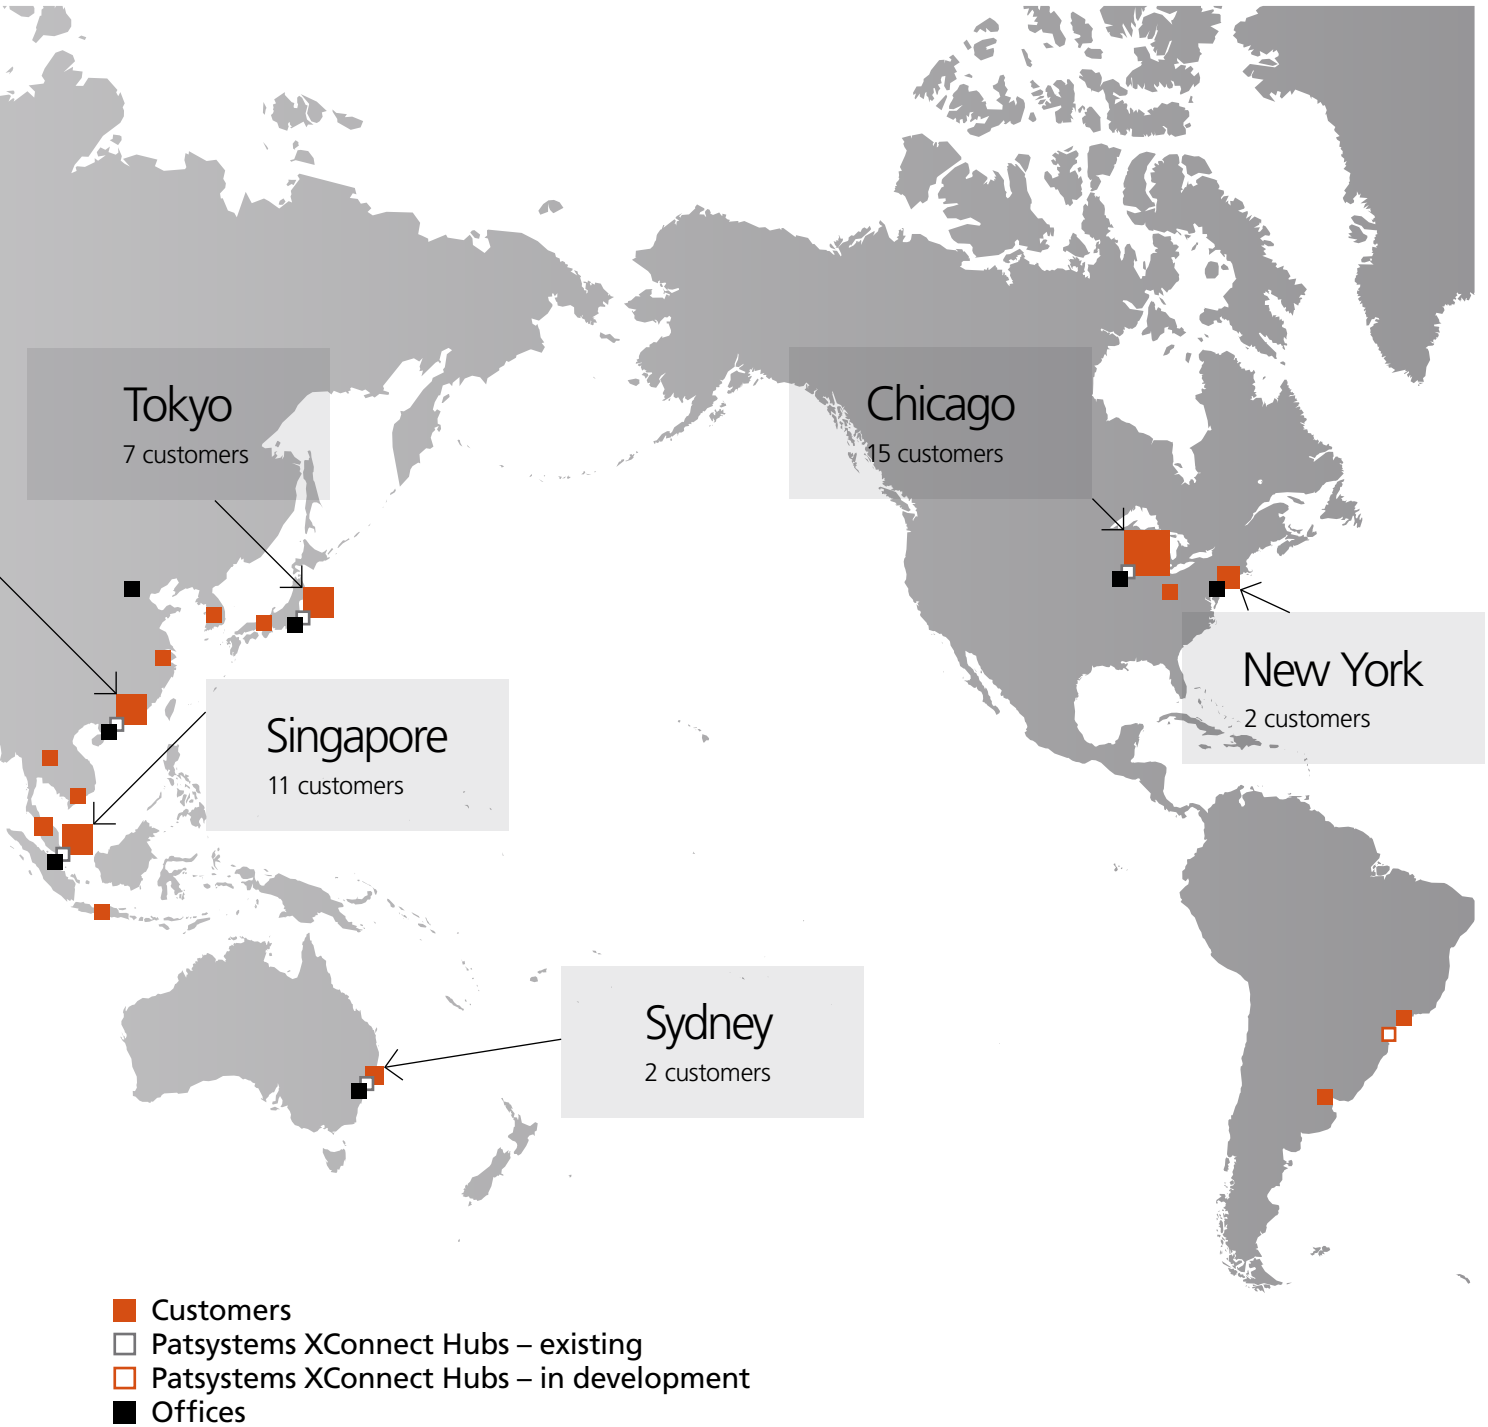 Tokyo
7 customers
Chicago
15 customers
New York
2 customers
Singapore
11 customers
Sydney
2 customers
Customers
Patsystems XConnect Hubs – existing
Patsystems XConnect Hubs – in development
Offices